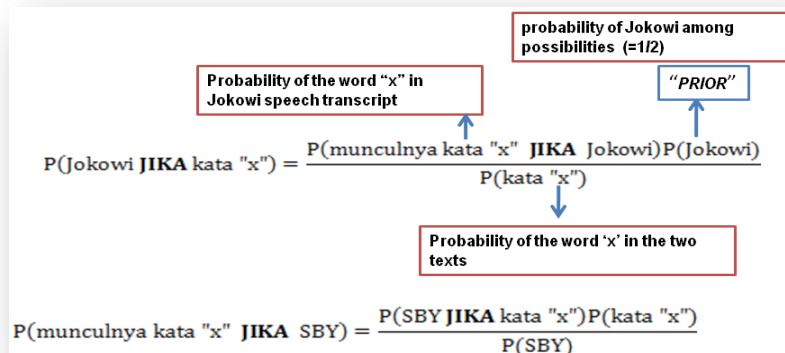 probability of Jokowi among
possibilities (=1/2)
Probability of the word “x” in
Jokowi speech transcript
“PRIOR”
P(Jokowi JIKA kata "x") = P(munculnya kata "x" JIKA Jokowi)P(Jokowi)
P(kata "x")
Probability of the word ‘x’ in the two
texts
P(munculnya kata "x" JIKA SBY) = P(SBY JIKA kata "x")P(kata "x")
P(SBY)